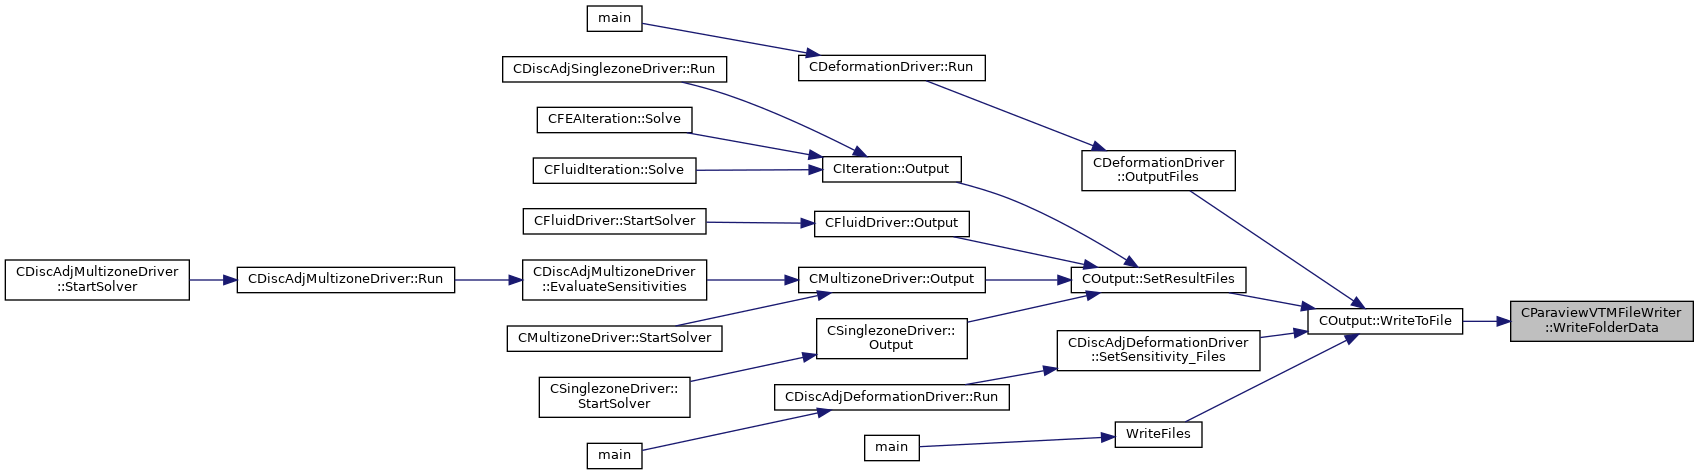 main
CDeformationDriver::Run
CDiscAdjSinglezoneDriver::Run
CFEAIteration::Solve
CFluidIteration::Solve
CIteration::Output
CDeformationDriver
::OutputFiles
CFluidDriver::StartSolver
CFluidDriver::Output
CDiscAdjMultizoneDriver
::StartSolver
CDiscAdjMultizoneDriver::Run
CDiscAdjMultizoneDriver
::EvaluateSensitivities
CMultizoneDriver::Output
COutput::SetResultFiles
CMultizoneDriver::StartSolver
CSinglezoneDriver::
Output
COutput::WriteToFile
CParaviewVTMFileWriter
::WriteFolderData
CDiscAdjDeformationDriver
::SetSensitivity_Files
CSinglezoneDriver::
StartSolver
CDiscAdjDeformationDriver::Run
main
main
WriteFiles